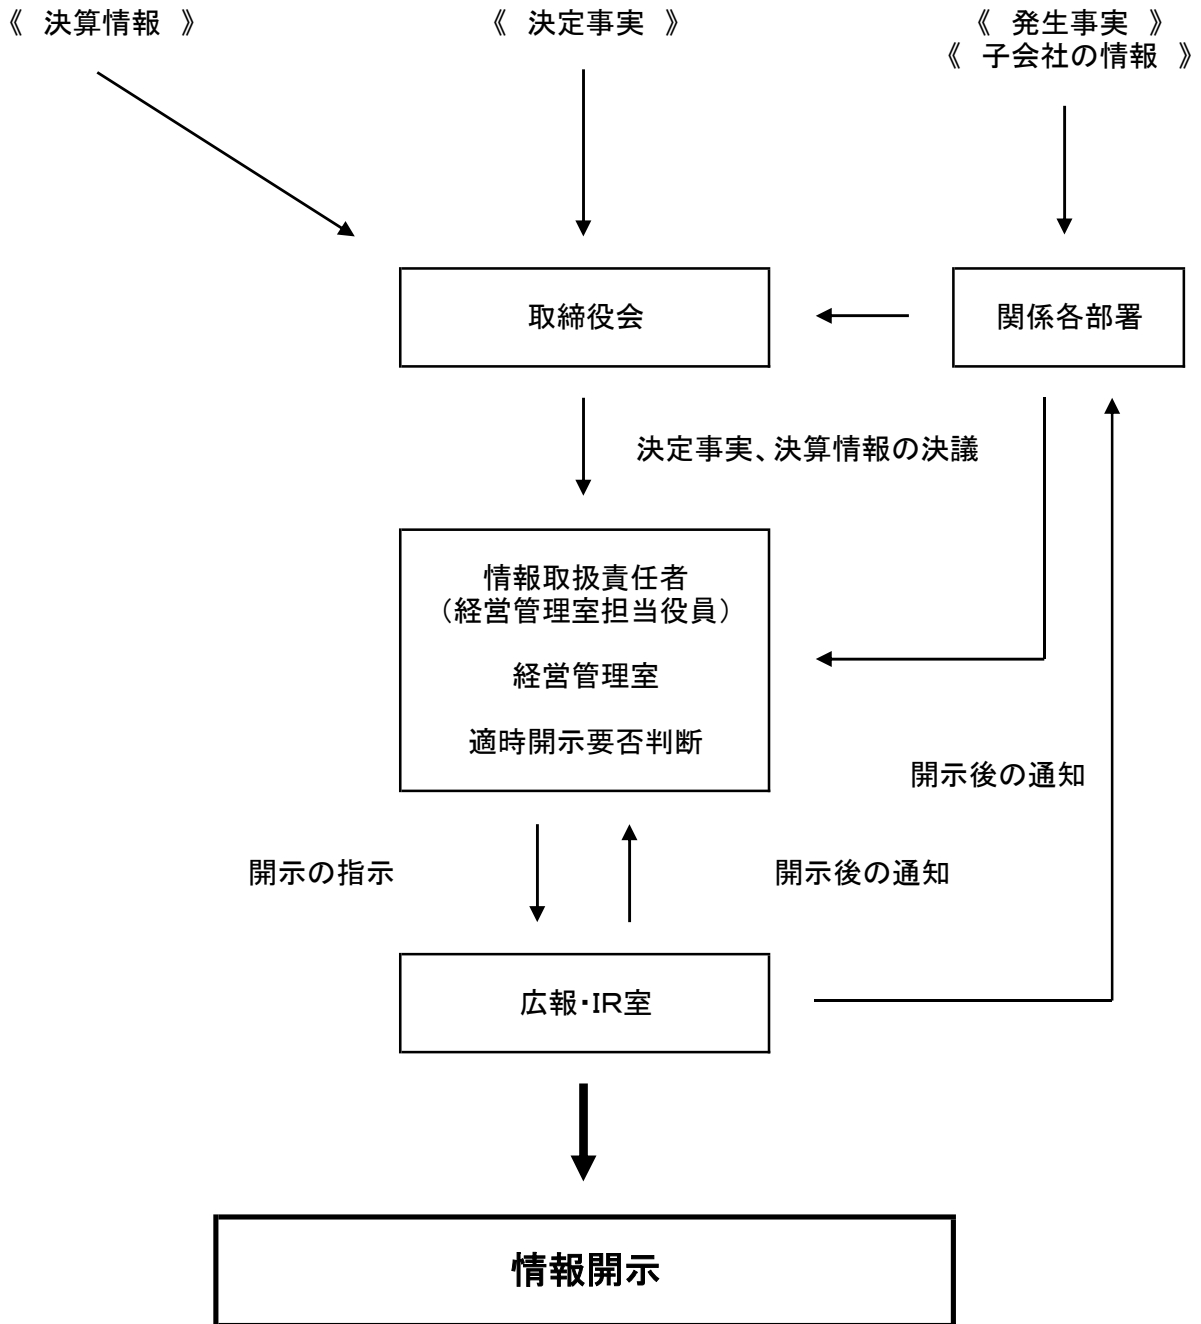 《 決算情報 》
《 決定事実 》
《 発生事実 》
《 子会社の情報 》
取締役会
関係各部署
決定事実、決算情報の決議
情報取扱責任者
（経営管理室担当役員）
経営管理室
適時開示要否判断
開示後の通知
開示の指示
開示後の通知
広報・IR室
情報開示